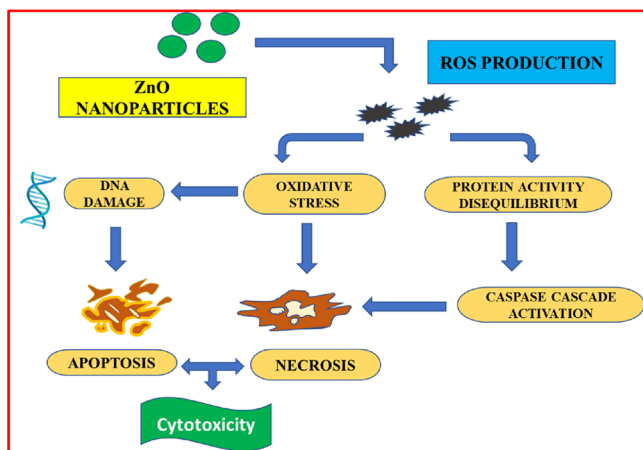 ZnO
NANOPARTICLES
ROS PRODUCTION
DNA
DAMAGE
OXIDATIVE
STRESS
PROTEIN ACTIVITY
DISEQUILIBRIUM
CASPASE CASCADE
ACTIVATION
APOPTOSIS
NECROSIS
Cytotoxicity